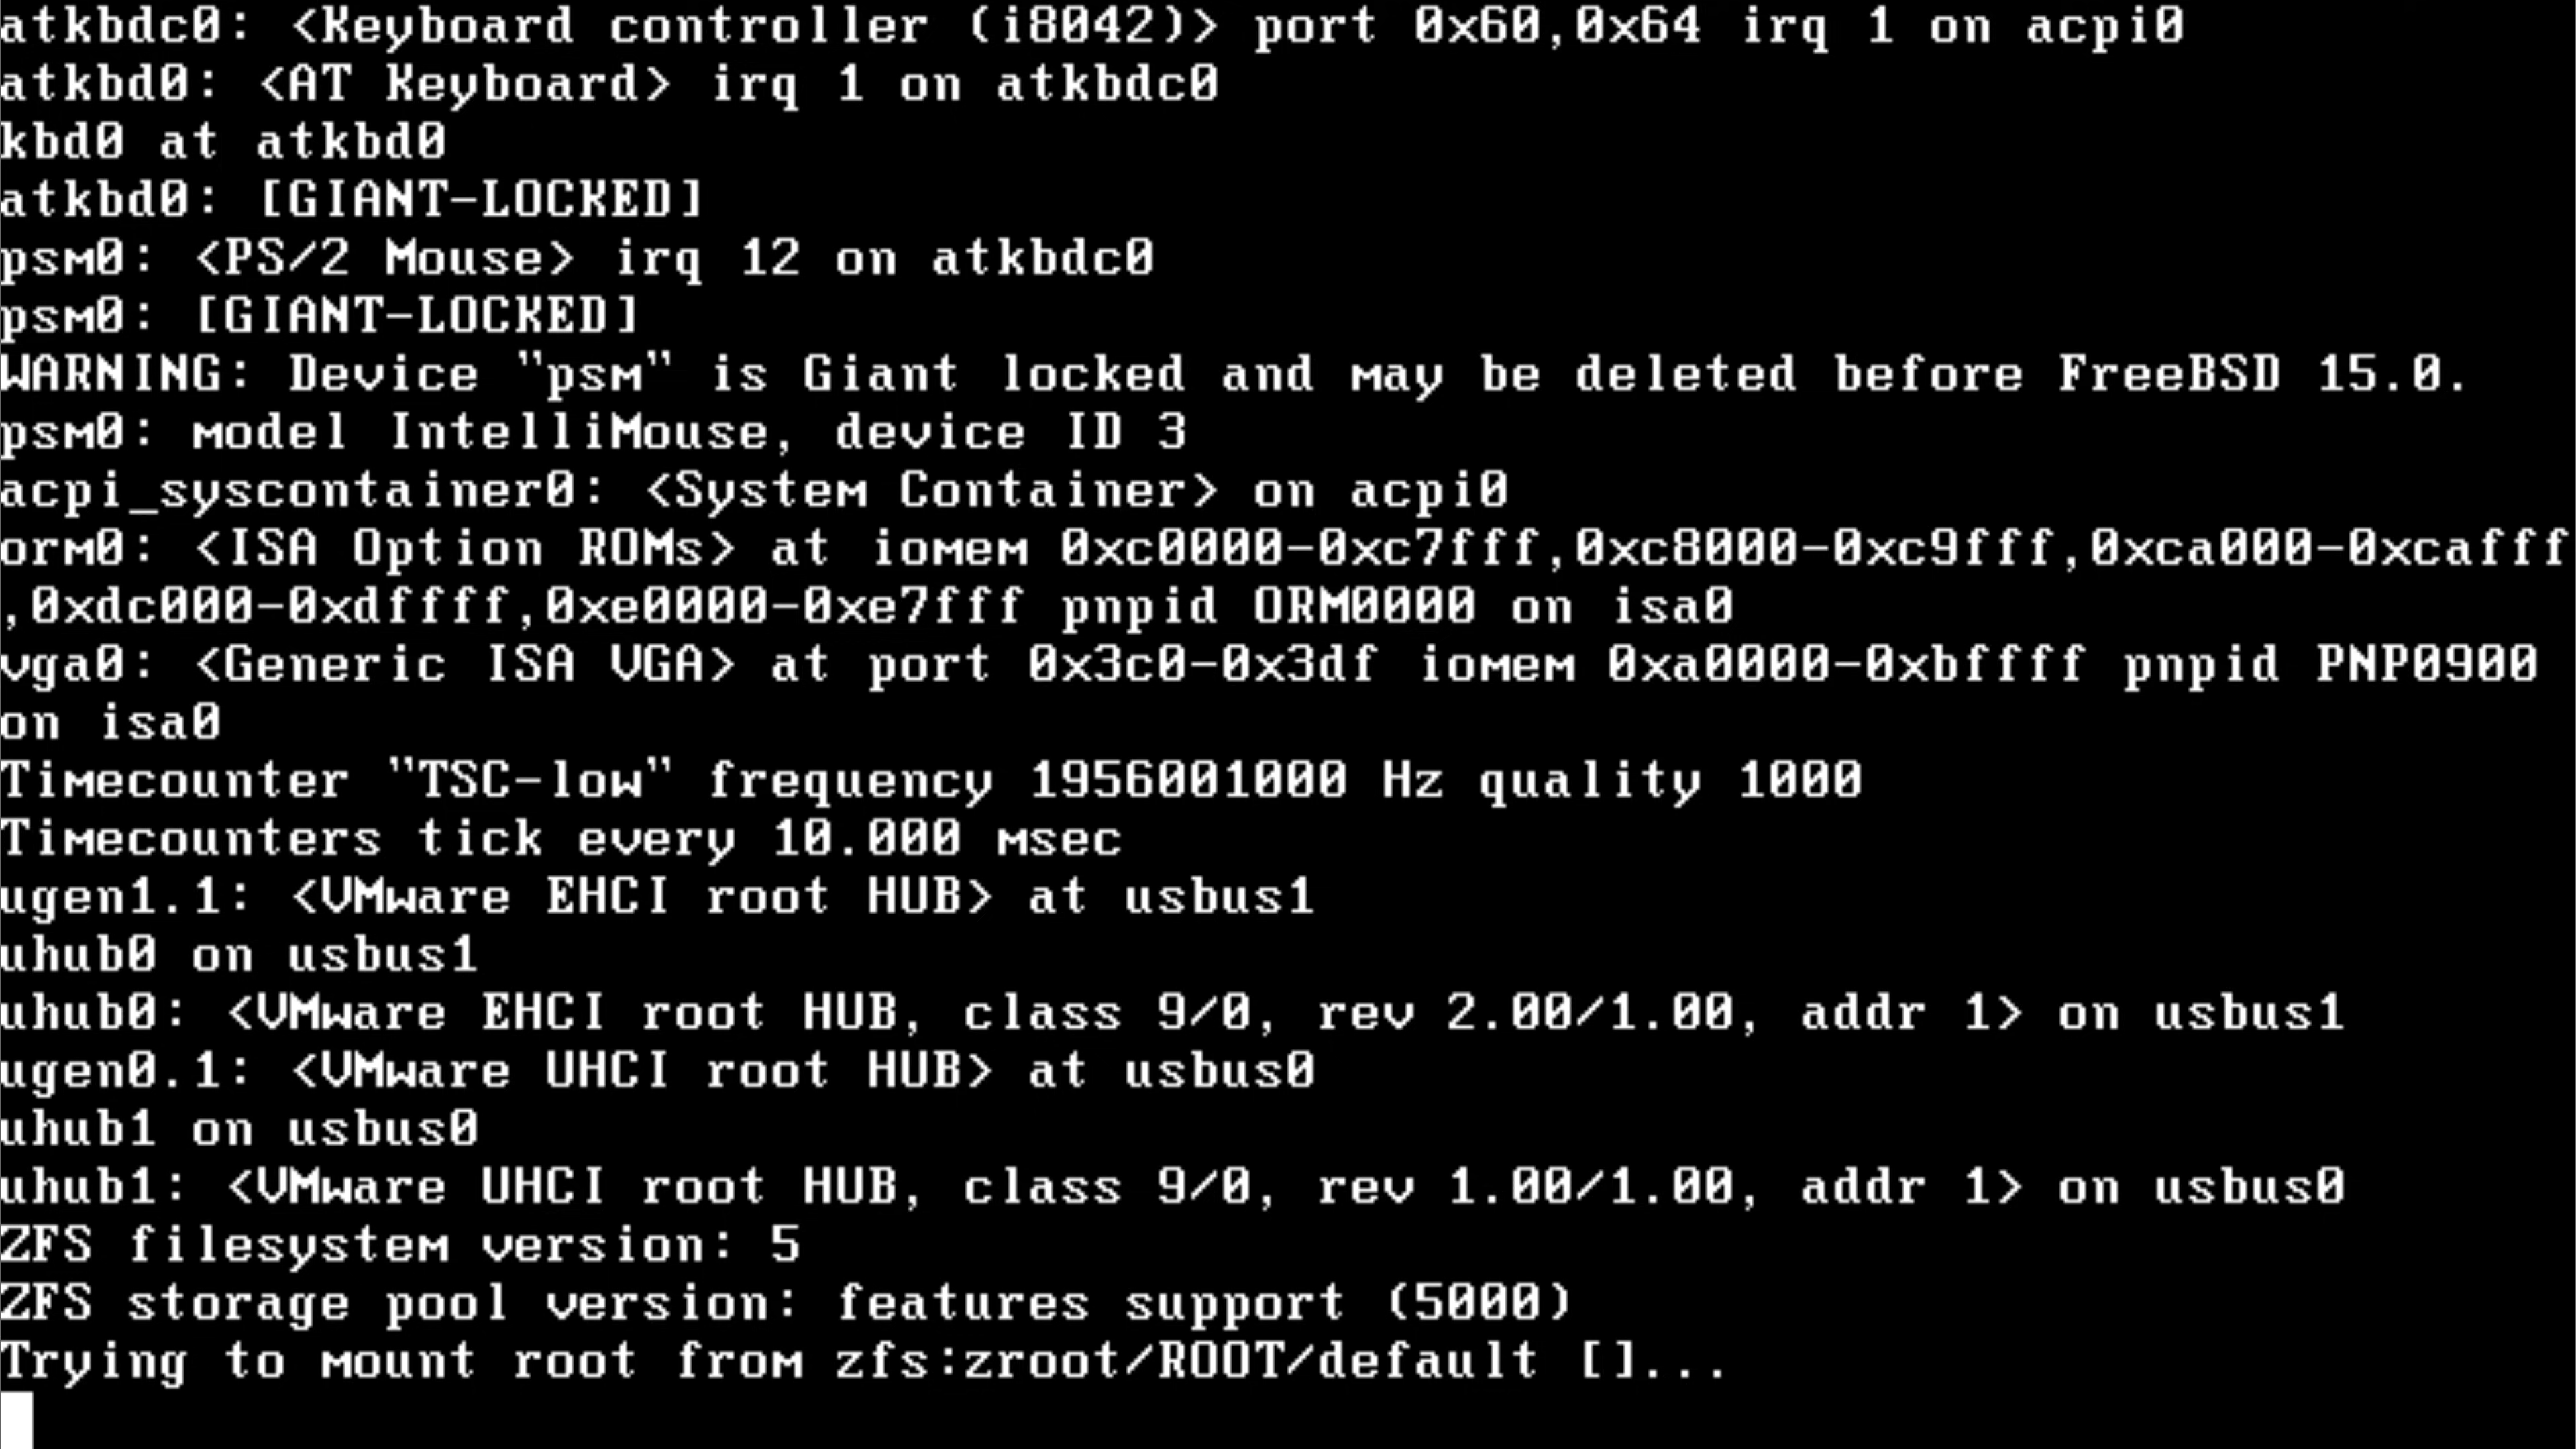 atkbdc0: <Keyboard controller (i8042)> port 0x60,0x64 irq 1 on acpi0
atkbd0: <AT Keyboard> irq 1 on atkbdc0
kbd0 at atkbd0
atkbd0: [GIANT-LOCKED]
psm0: <PS/2 Mouse> irq 12 on atkbdc0
psm0: [GIANT-LOCKED]
WARNING: Device "psm" is Giant locked and may be deleted before FreeBSD 15.0.
psm0: model IntelliMouse, device ID 3
acpi_syscontainer0: <System Container> on acpi0
orm0: <ISA Option ROMs> at iomem 0xc0000-0xc7fff,0xc8000-0xc9fff,0xca000-0xcafff
,0xdc000-0xdffff,0xe0000-0xe7fff pnpid ORM0000 on isa0
vga0: <Generic ISA VGA> at port 0x3c0-0x3df iomem 0xa0000-0xbffff pnpid PNP0900
on isa0
Timecounter "TSC-low" frequency 1956001000 Hz quality 1000
Timecounters tick every 10.000 msec
ugen1.1: <VMware EHCI root HUB> at usbus1
uhub0 on usbus1
uhub0: <VMware EHCI root HUB, class 9/0, rev 2.00/1.00, addr 1> on usbus1
ugen0.1: <VMware UHCI root HUB> at usbus0
uhub1 on usbus0
uhub1: <VMware UHCI root HUB, class 9/0, rev 1.00/1.00, addr 1> on usbus0
ZFS filesystem version: 5
ZFS storage pool version: features support (5000)
Trying to mount root from zfs:zroot/ROOT/default []...